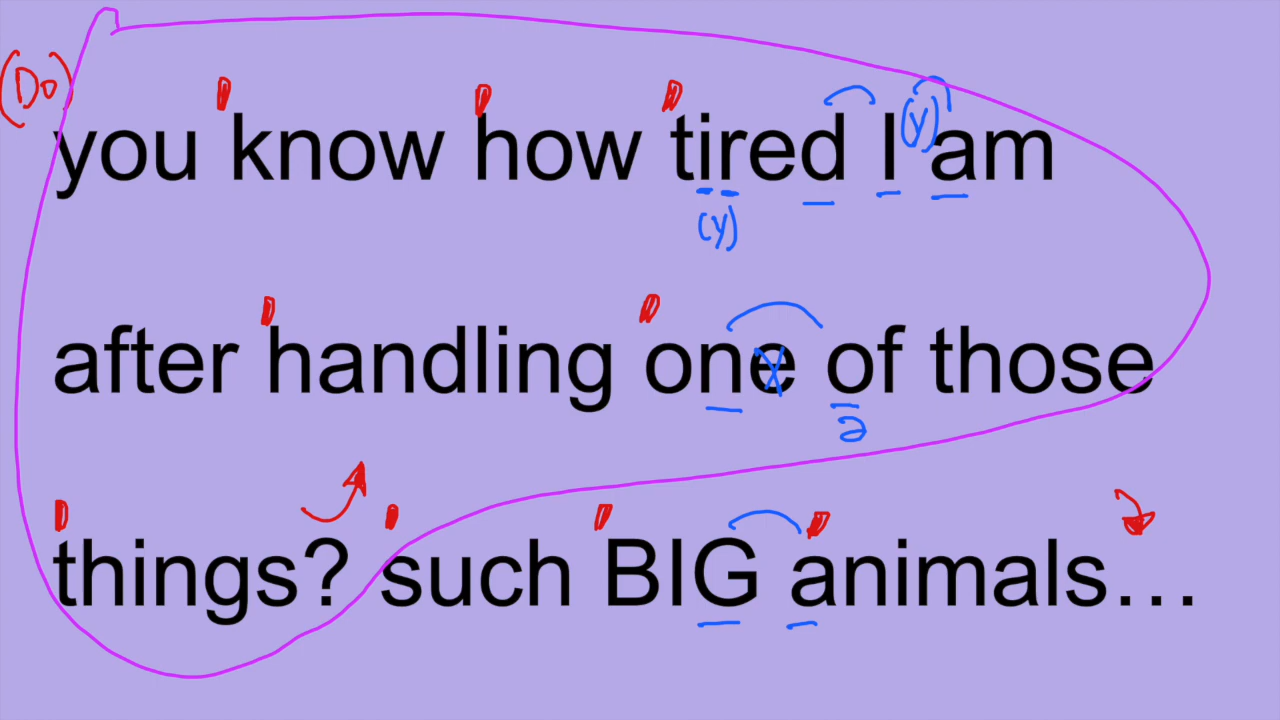 (Do)
you know how tired I (y) am
(y)
after handling one of those
ə
things? such BIG animals…